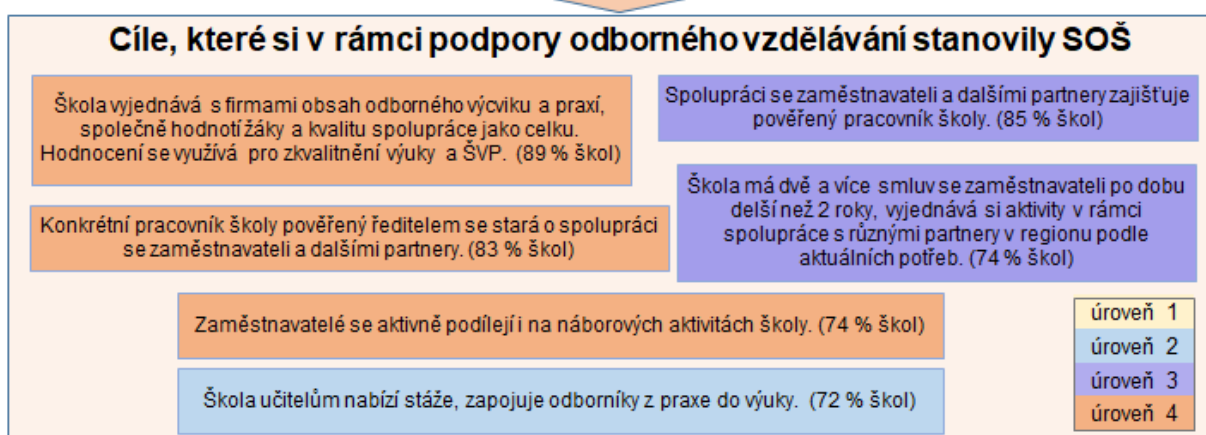 Cíle, které si v rámci podpory odborného vzdělávání stanovily SOŠ
Škola vyjednává s firmami obsah odborného výcviku a praxí,
společně hodnotí žáky a kvalitu spolupráce jako celku.
Hodnocení se využívá pro zkvalitnění výuky a ŠVP. (89 % škol)
Spolupráci se zaměstnavateli a dalšími partnery zajišťuje
pověřený pracovník školy. (85 % škol)
Konkrétní pracovník školy pověřený ředitelem se stará o spolupráci
se zaměstnavateli a dalšími partnery. (83 % škol)
Škola má dvě a více smluv se zaměstnavateli po dobu
delší než 2 roky, vyjednává si aktivity v rámci
spolupráce s různými partnery v regionu podle
aktuálních potřeb. (74 % škol)
Zaměstnavatelé se aktivně podílejí i na náborových aktivitách školy. (74 % škol)
Škola učitelům nabízí stáže, zapojuje odborníky z praxe do výuky. (72 % škol)
úroveň 1
úroveň 2
úroveň 3
úroveň 4